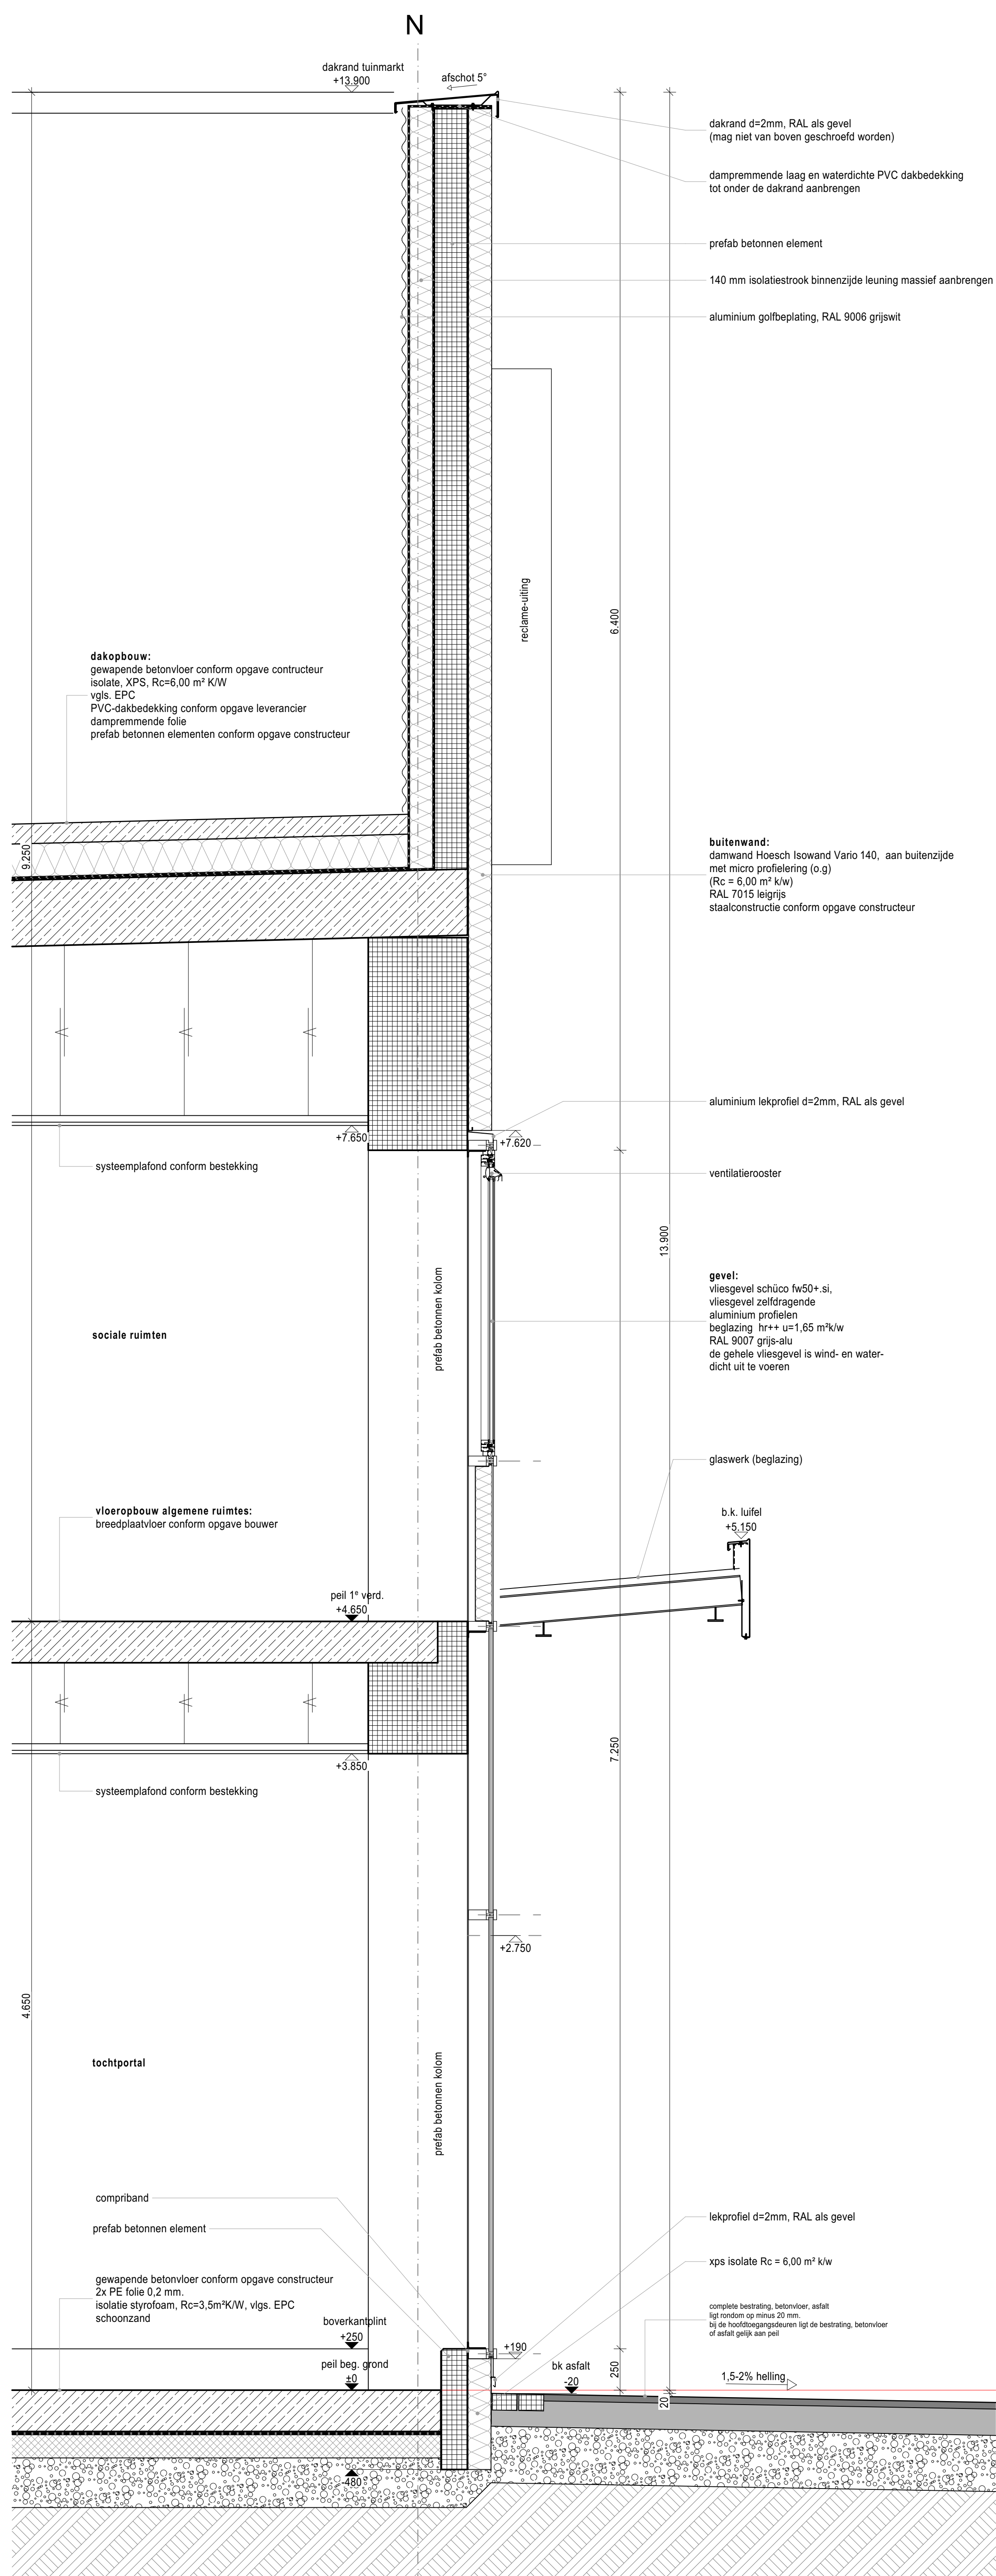 N
dakrand tuinmarkt
+13.900
afschot 5°
dakrand d=2mm, RAL als gevel
(mag niet van boven geschroefd worden)
dampremmende laag en waterdichte PVC dakbedekking
tot onder de dakrand aanbrengen
prefab betonnen element
140 mm isolatiestrook binnenzijde leuning massief aanbrengen
aluminium golfbeplating, RAL 9006 grijswit
reclame-uiting
6.400
dakopbouw:
gewapende betonvloer conform opgave contructeur
isolate, XPS, Rc=6,00 m² K/W
vgls. EPC
PVC-dakbedekking conform opgave leverancier
dampremmende folie
prefab betonnen elementen conform opgave constructeur
9.250
buitenwand:
damwand Hoesch Isowand Vario 140, aan buitenzijde
met micro profielering (o.g)
(Rc = 6,00 m² k/w)
RAL 7015 leigrijs
staalconstructie conform opgave constructeur
aluminium lekprofiel d=2mm, RAL als gevel
+7.650
+7.620
systeemplafond conform bestekking
ventilatierooster
13.900
prefab betonnen kolom
gevel:
vliesgevel schüco fw50+.si,
vliesgevel zelfdragende
aluminium profielen
beglazing hr++ u=1,65 m²k/w
RAL 9007 grijs-alu
de gehele vliesgevel is wind- en water-
dicht uit te voeren
sociale ruimten
glaswerk (beglazing)
vloeropbouw algemene ruimtes:
breedplaatvloer conform opgave bouwer
b.k. luifel
+5.150
peil 1ᵉ verd.
+4.650
7.250
+3.850
systeemplafond conform bestekking
+2.750
4.650
tochtportal
prefab betonnen kolom
compriband
prefab betonnen element
lekprofiel d=2mm, RAL als gevel
xps isolate Rc = 6,00 m² k/w
gewapende betonvloer conform opgave constructeur
2x PE folie 0,2 mm.
isolatie styrofoam, Rc=3,5m²K/W, vlgs. EPC
schoonzand
complete bestrating, betonvloer, asfalt
ligt rondom op minus 20 mm.
bij de hoofdtoegangsdeuren ligt de bestrating, betonvloer
of asfalt gelijk aan peil
boverkantplint
+250
+190
peil beg. grond
±0
bk asfalt
-20
250
1,5-2% helling
20
-480